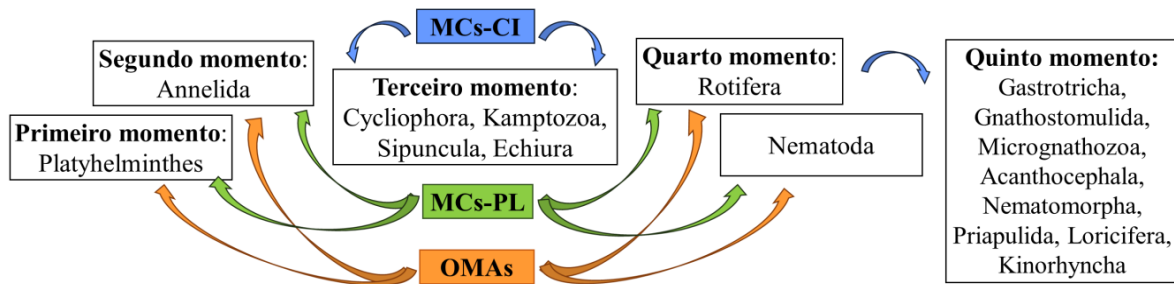 MCs-CI
Segundo momento:
Annelida
Primeiro momento:
Platyhelminthes
Terceiro momento:
Cycliophora, Kamptozoa,
Sipuncula, Echiura
Quarto momento:
Rotifera
Nematoda
Quinto momento:
Gastrotricha,
Gnathostomulida,
Micrognathozoa,
Acanthocephala,
Nematomorpha,
Priapulida, Loricifera,
Kinorhyncha
MCs-PL
OMAs